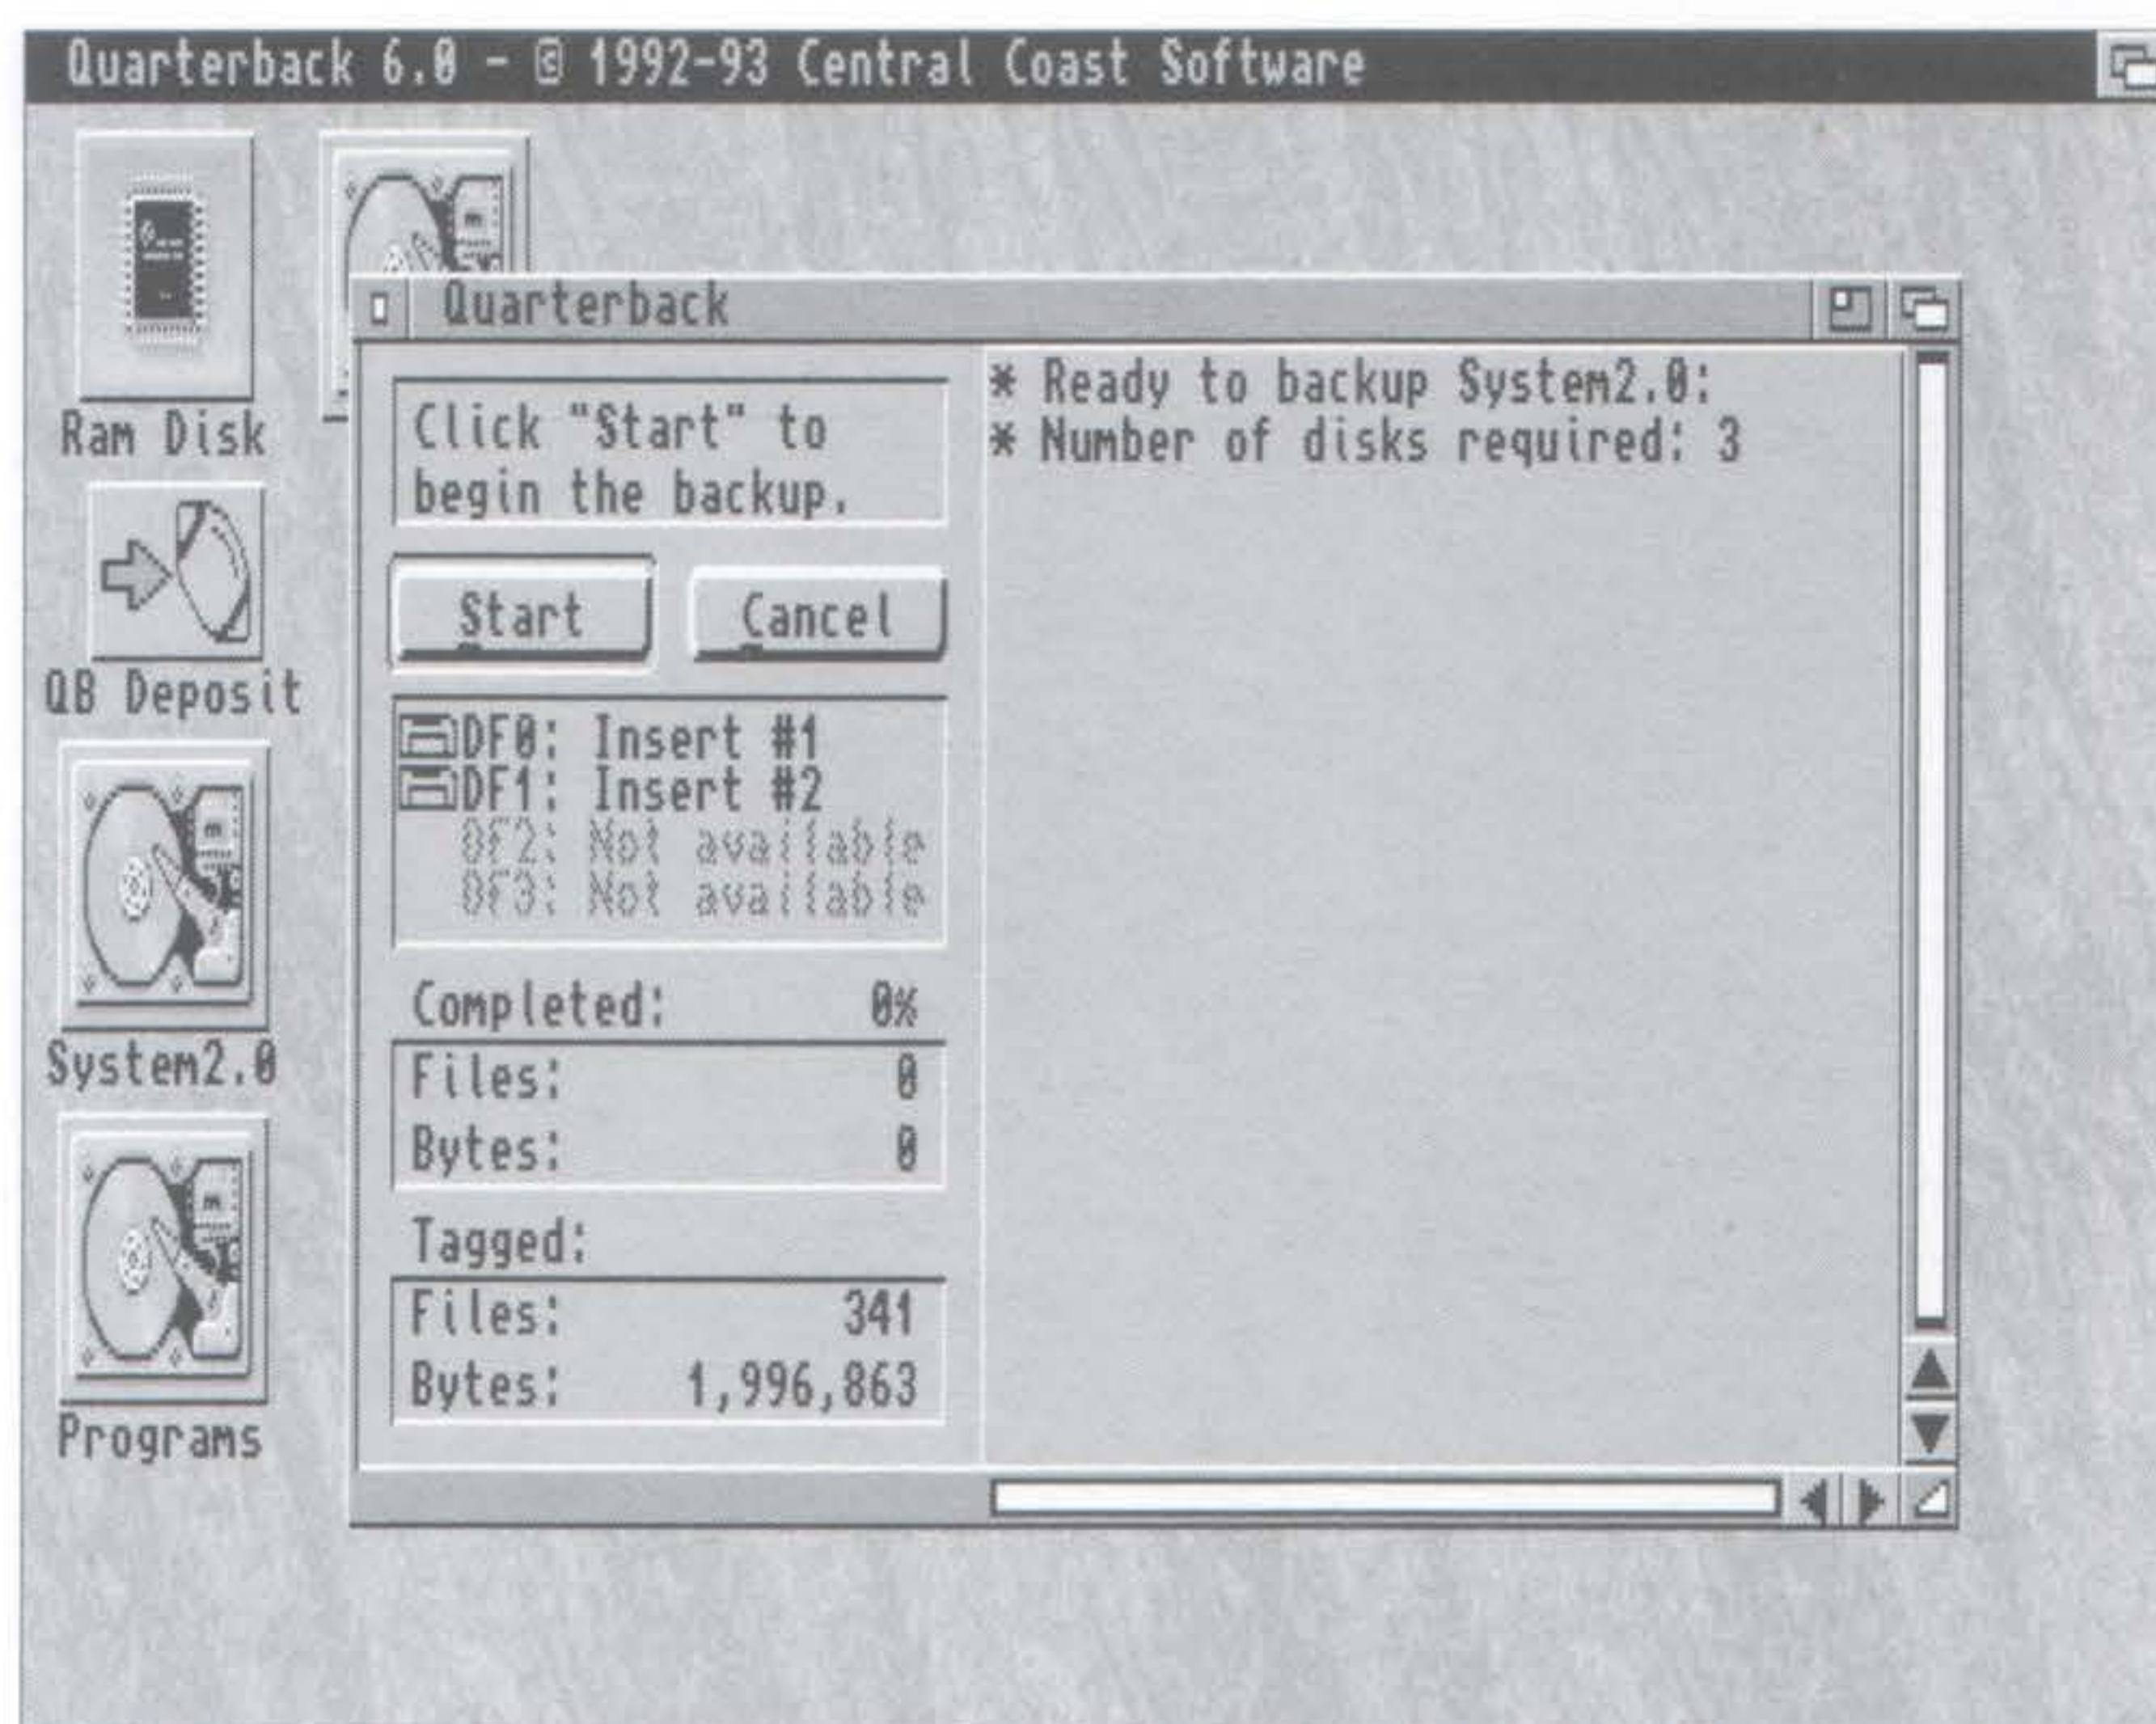 Quarterback 6.0 - © 1992-93 Central Coast Software
Ram Disk
QB Deposit
System2.0
Programs
Quarterback
Click "Start" to
begin the backup.
Start Cancel
DF0: Insert #1
DF1: Insert #2
DF2: Not available
DF3: Not available
Completed: 0%
Files: 0
Bytes: 0
Tagged:
Files: 341
Bytes: 1,996,863
* Ready to backup System2.0:
* Number of disks required: 3